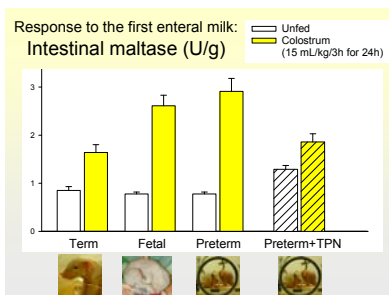 Response to the first enteral milk:
Intestinal maltase (U/g)
Unfed
Colostrum
(15 mL/kg/3h for 24h)
3
2
1
0
Term Fetal Preterm Preterm+TPN